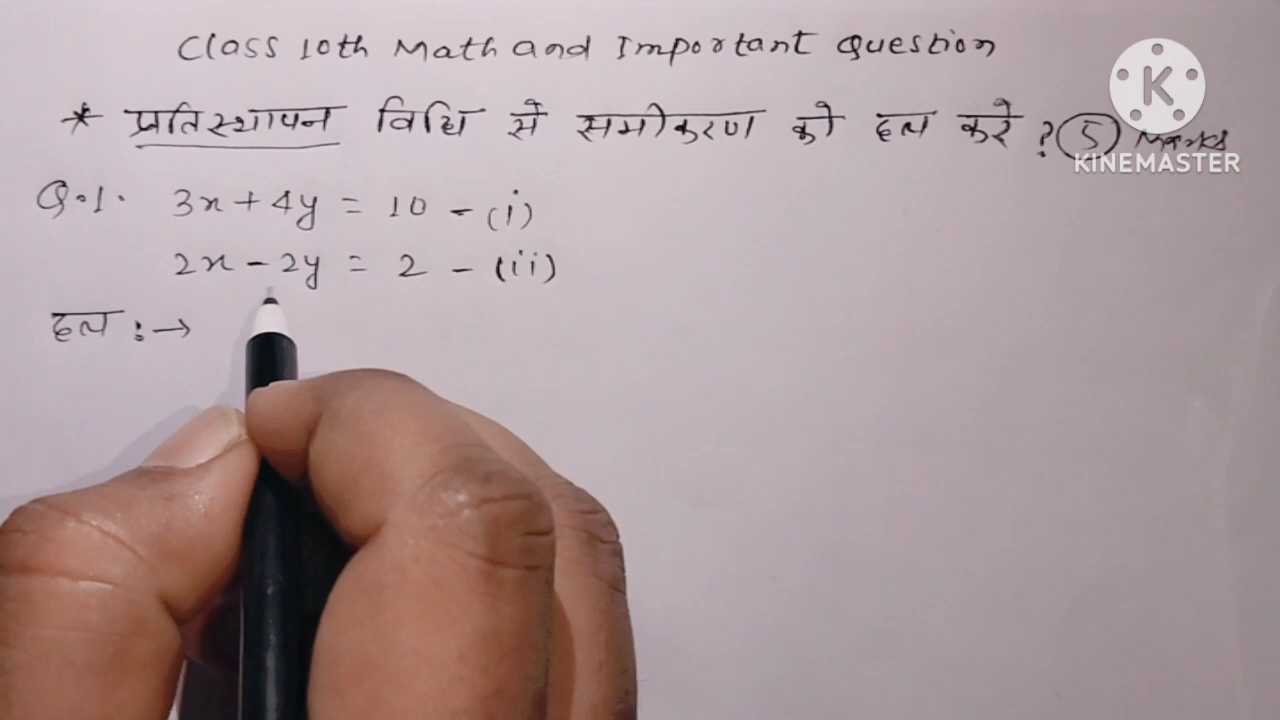 Class 10th Math and Important Question
* प्रतिस्थापन विधि से समीकरण को हल करे ? (5) Marks
KINEMASTER
Q.1. 3x + 4y = 10 - (i)
2x - 2y = 2 - (ii)
हल :→